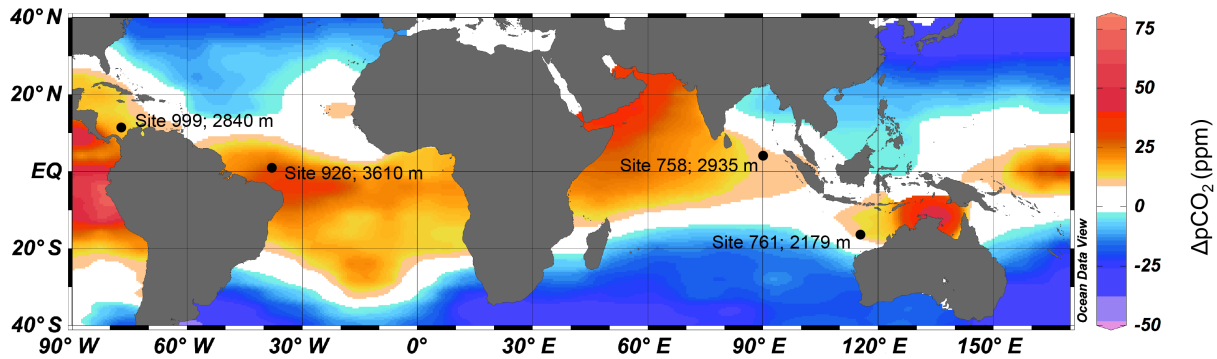 40° N
20° N
EQ
20° S
40° S
90° W
60° W
30° W
0°
30° E
60° E
90° E
120° E
150° E
Site 999; 2840 m
Site 926; 3610 m
Site 758; 2935 m
Site 761; 2179 m
Ocean Data View
75
50
25
0
-25
-50
ΔpCO₂ (ppm)